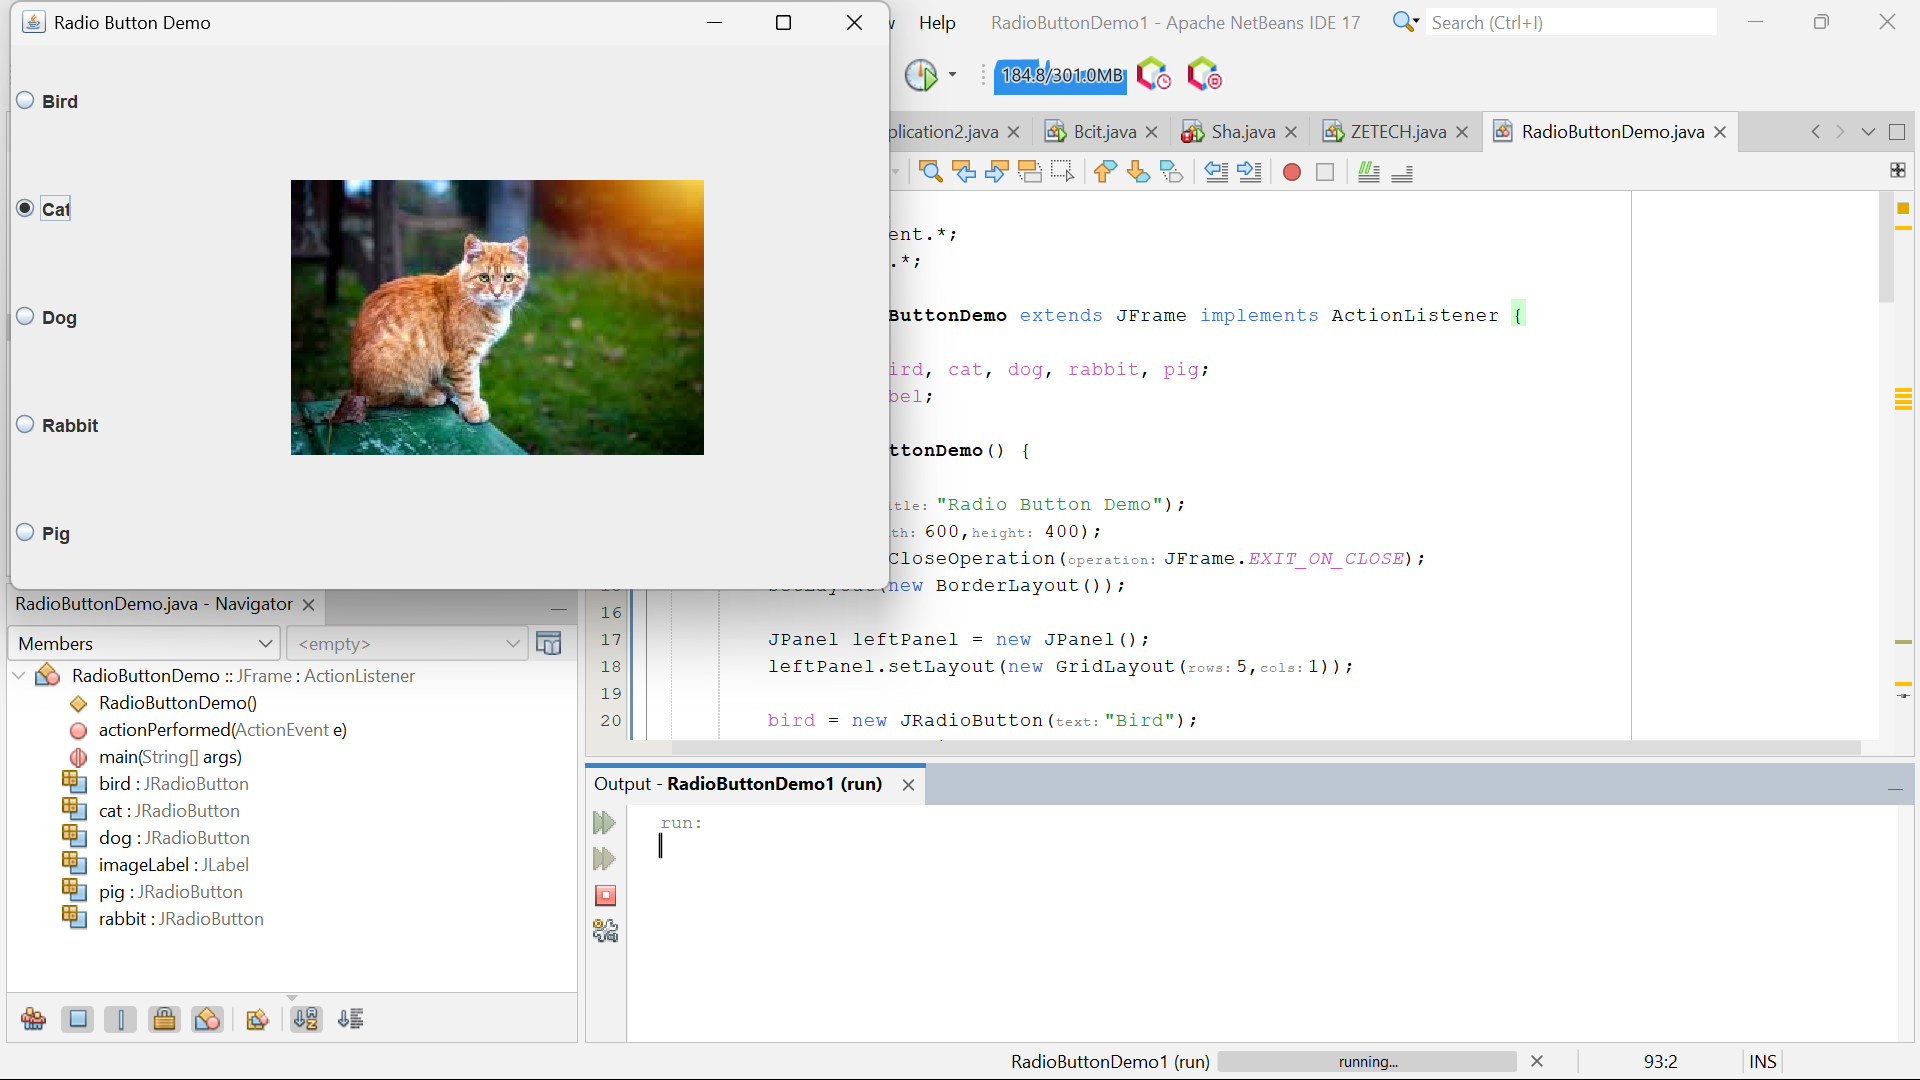 Radio Button Demo
Help
RadioButtonDemo1 - Apache NetBeans IDE 17
Search (Ctrl+I)
184.8/301.0MB
Bird
Cat
Dog
Rabbit
Pig
plication2.java
Bcit.java
Sha.java
ZETECH.java
RadioButtonDemo.java
ent.*;
.*;
ButtonDemo extends JFrame implements ActionListener {
ird, cat, dog, rabbit, pig;
bel;
ttonDemo() {
itle: "Radio Button Demo");
th: 600, height: 400);
CloseOperation(operation: JFrame.EXIT_ON_CLOSE);
new BorderLayout());
16
17 JPanel leftPanel = new JPanel();
18 leftPanel.setLayout(new GridLayout(rows: 5, cols: 1));
19
20 bird = new JRadioButton(text: "Bird");
RadioButtonDemo.java - Navigator
Members
<empty>
RadioButtonDemo :: JFrame : ActionListener
RadioButtonDemo()
actionPerformed(ActionEvent e)
main(String[] args)
bird : JRadioButton
cat : JRadioButton
dog : JRadioButton
imageLabel : JLabel
pig : JRadioButton
rabbit : JRadioButton
Output - RadioButtonDemo1 (run)
run:
RadioButtonDemo1 (run)
running...
93:2
INS